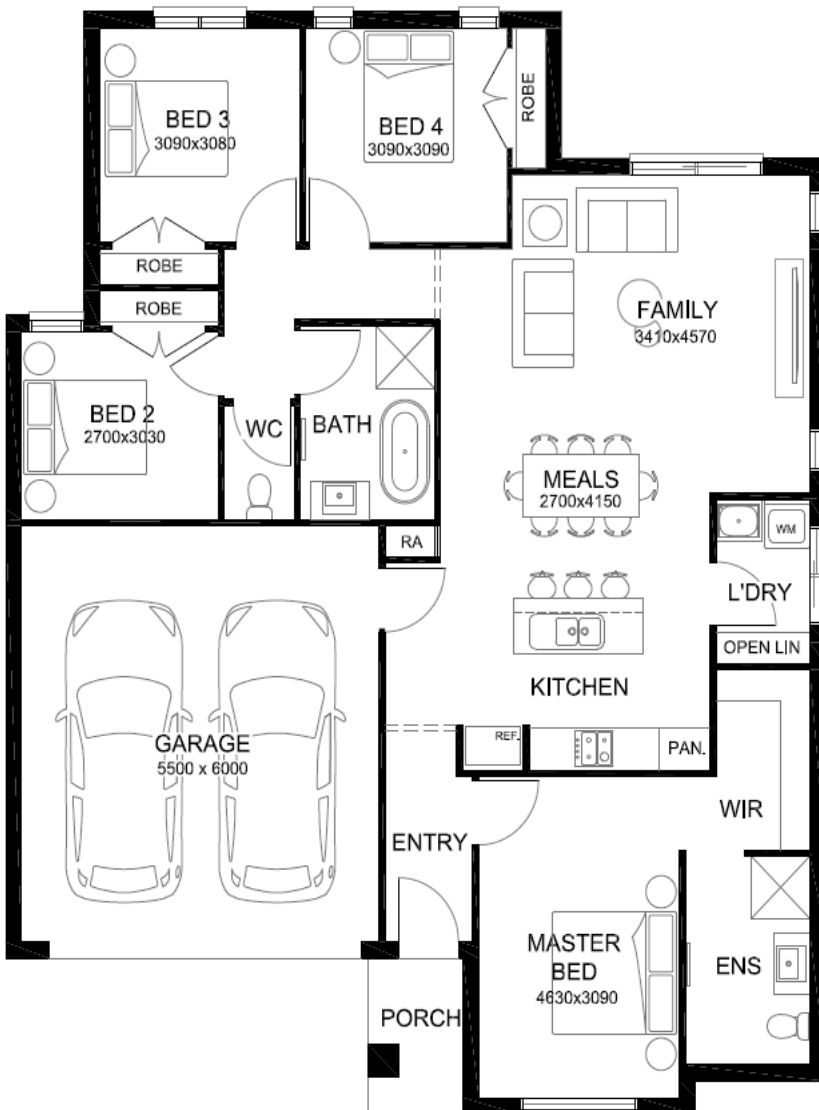 BED 3
3090x3080
BED 4
3090x3090
ROBE
ROBE
ROBE
FAMILY
3410x4570
BED 2
2700x3030
WC
BATH
MEALS
2700x4150
WM
RA
L'DRY
OPEN LIN
KITCHEN
REF.
PAN.
GARAGE
5500 x 6000
WIR
ENTRY
MASTER
BED
4630x3090
ENS
PORCH